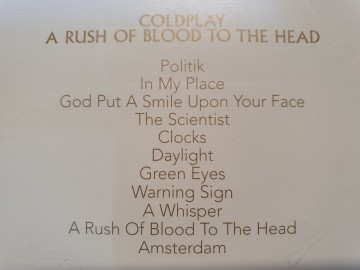 COLDPLAY
A RUSH OF BLOOD TO THE HEAD
Politik
In My Place
God Put A Smile Upon Your Face
The Scientist
Clocks
Daylight
Green Eyes
Warning Sign
A Whisper
A Rush Of Blood To The Head
Amsterdam